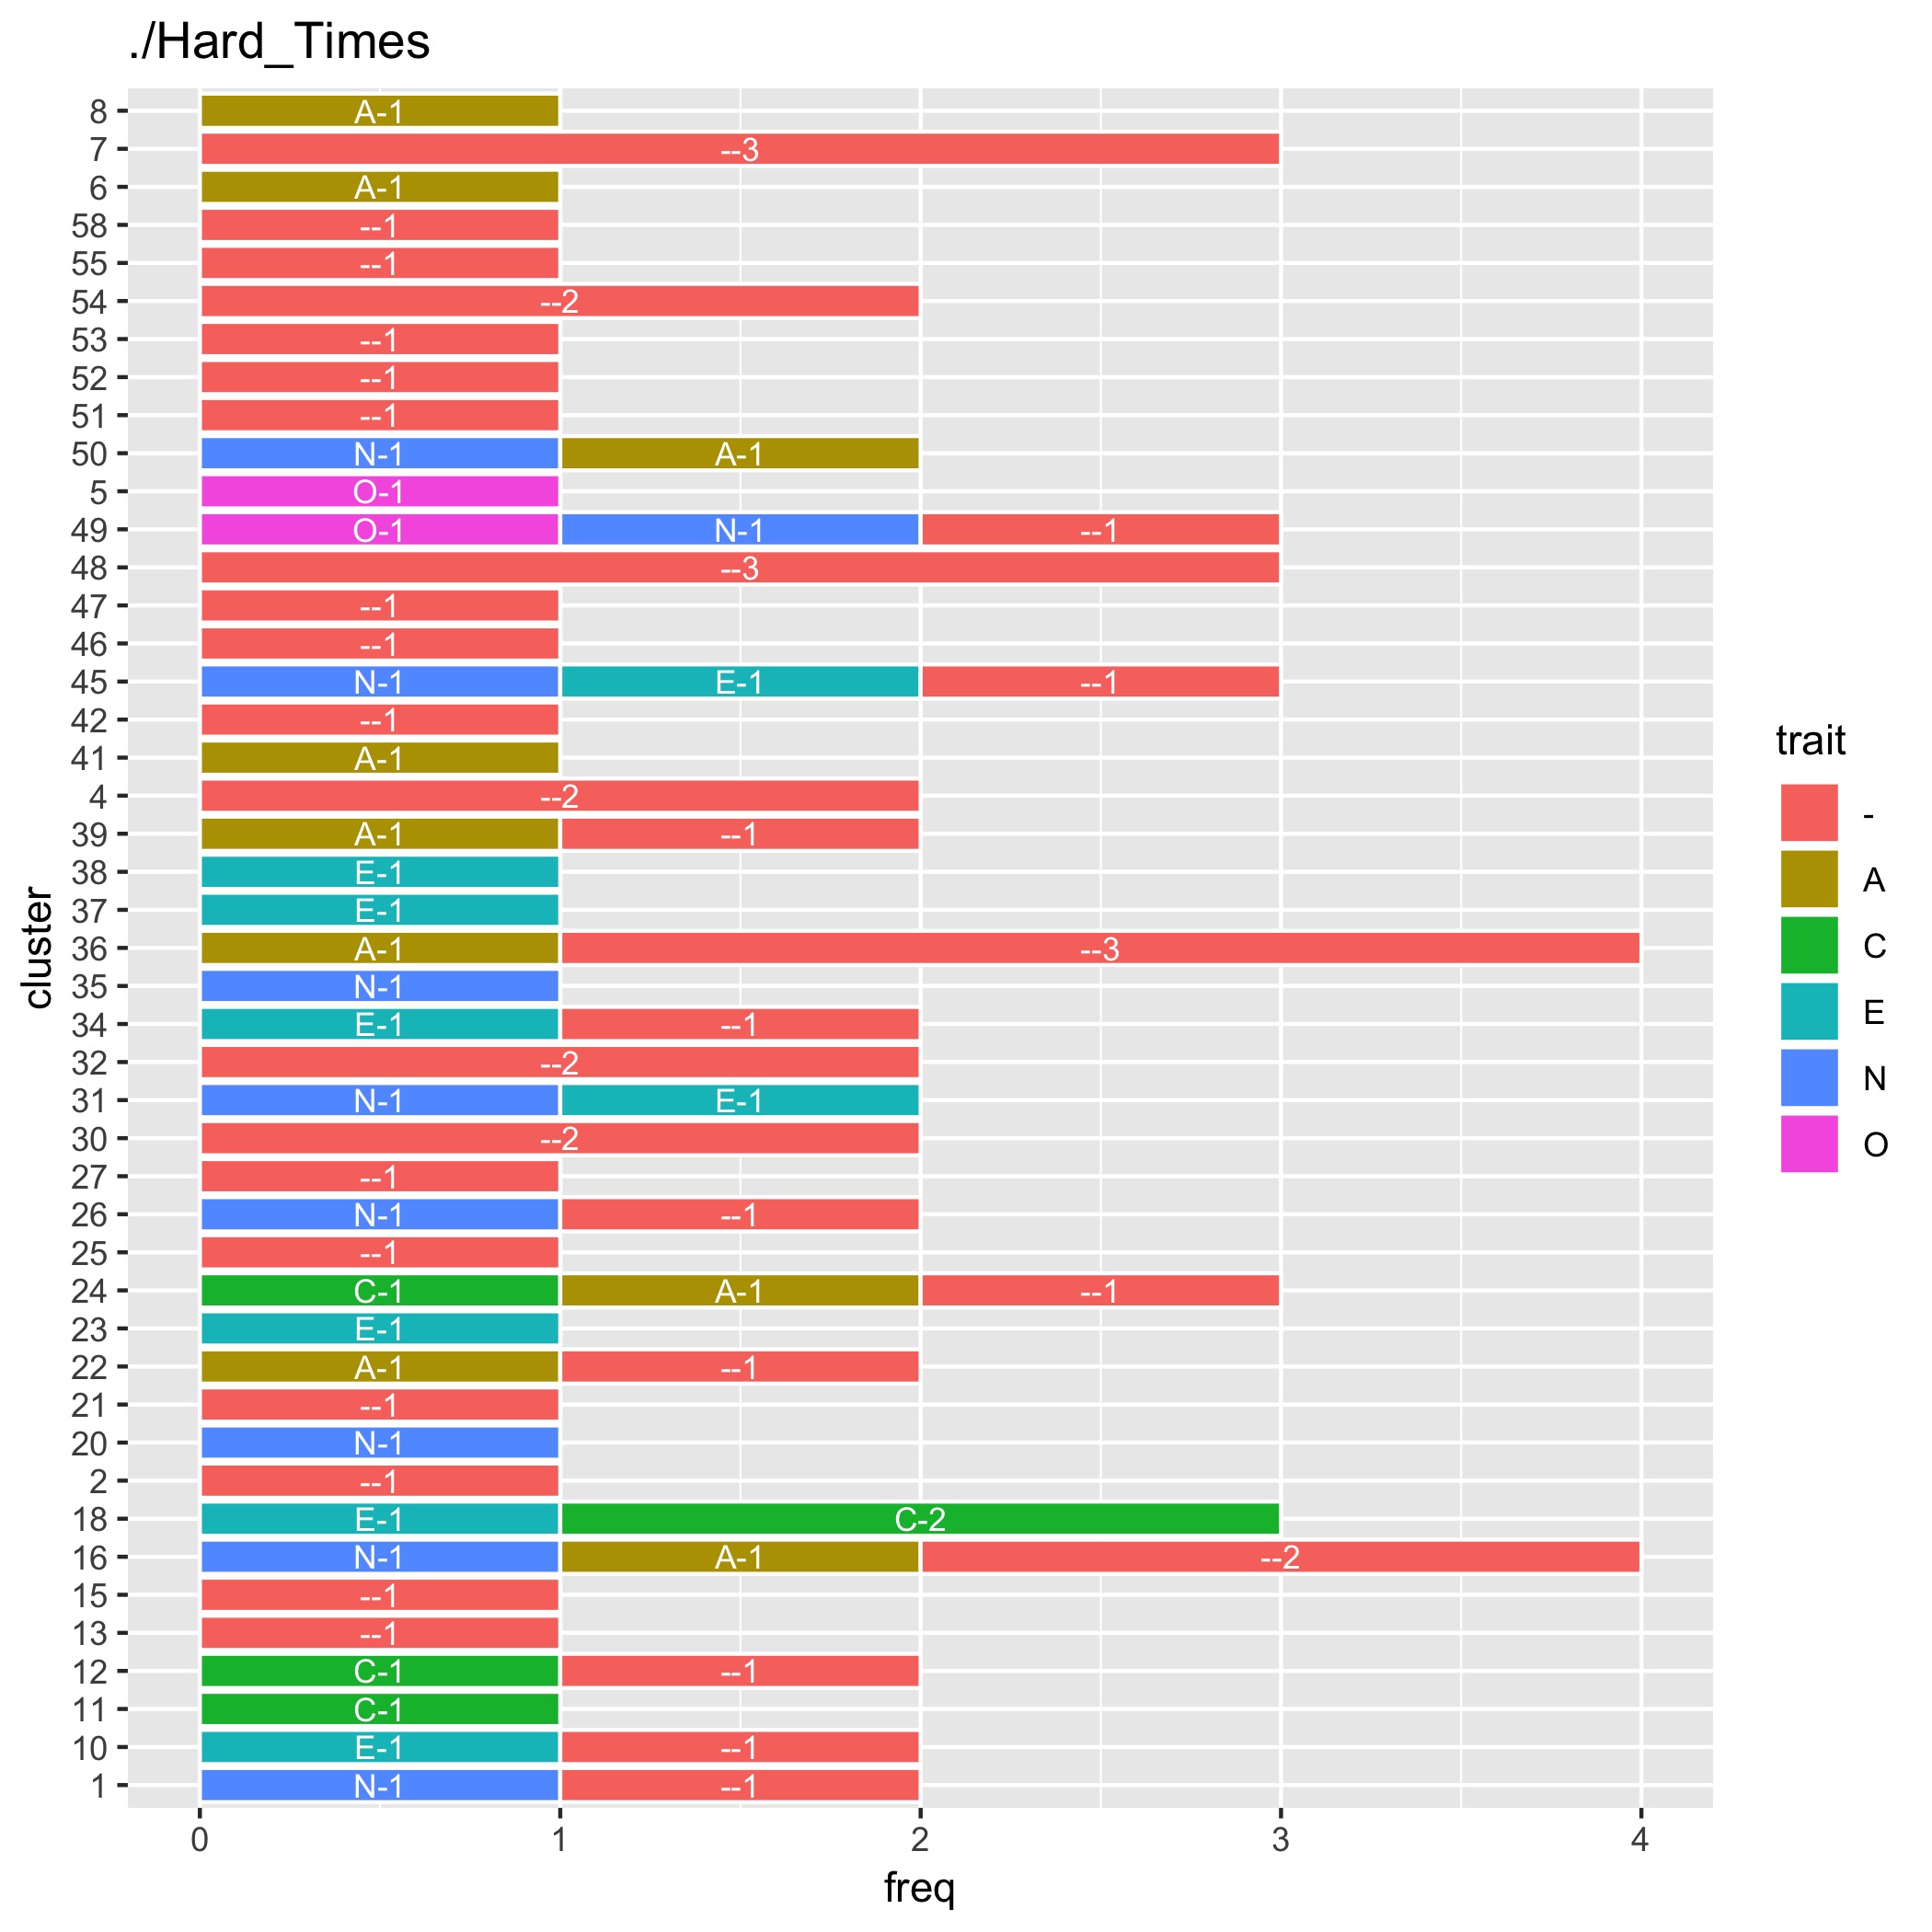 ./Hard_Times
8 A-1
7 --3
6 A-1
58 --1
55 --1
54 --2
53 --1
52 --1
51 --1
50 N-1 A-1
5 O-1
49 O-1 N-1 --1
48 --3
47 --1
46 --1
45 N-1 E-1 --1
42 --1
41 A-1
4 --2
39 A-1 --1
38 E-1
37 E-1
36 A-1 --3
35 N-1
34 E-1 --1
32 --2
31 N-1 E-1
30 --2
27 --1
26 N-1 --1
25 --1
24 C-1 A-1 --1
23 E-1
22 A-1 --1
21 --1
20 N-1
2 --1
18 E-1 C-2
16 N-1 A-1 --2
15 --1
13 --1
12 C-1 --1
11 C-1
10 E-1 --1
1 N-1 --1
0 1 2 3 4
freq
cluster
trait
-
A
C
E
N
O